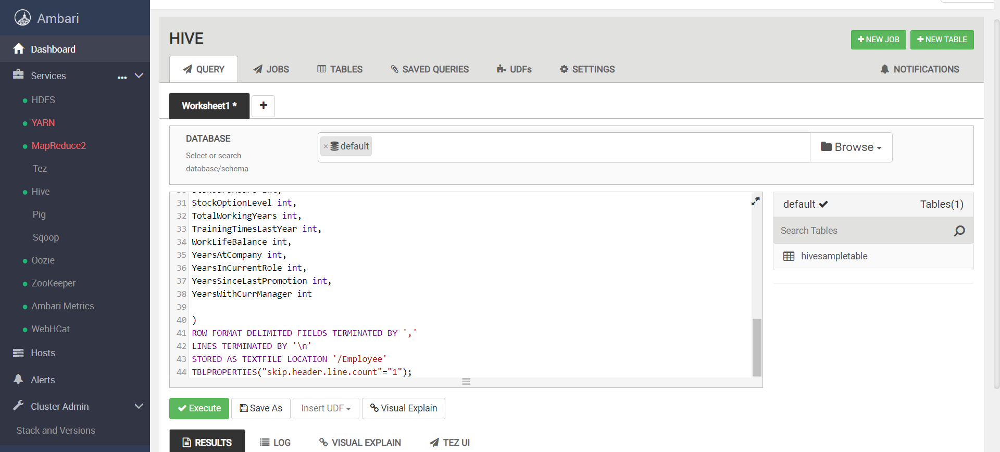 Ambari
Dashboard
Services
...
HDFS
YARN
MapReduce2
Tez
Hive
Pig
Sqoop
Oozie
ZooKeeper
Ambari Metrics
WebHCat
Hosts
Alerts
Cluster Admin
Stack and Versions
HIVE
NEW JOB
NEW TABLE
QUERY
JOBS
TABLES
SAVED QUERIES
UDFs
SETTINGS
NOTIFICATIONS
Worksheet1 *
+
DATABASE
Select or search
database/schema
× default
Browse
31 StockOptionLevel int,
32 TotalWorkingYears int,
33 TrainingTimesLastYear int,
34 WorkLifeBalance int,
35 YearsAtCompany int,
36 YearsInCurrentRole int,
37 YearsSinceLastPromotion int,
38 YearsWithCurrManager int
39
40 )
41 ROW FORMAT DELIMITED FIELDS TERMINATED BY ','
42 LINES TERMINATED BY '\n'
43 STORED AS TEXTFILE LOCATION '/Employee'
44 TBLPROPERTIES("skip.header.line.count"="1");
default
Tables(1)
Search Tables
hivesampletable
Execute
Save As
Insert UDF
Visual Explain
RESULTS
LOG
VISUAL EXPLAIN
TEZ UI